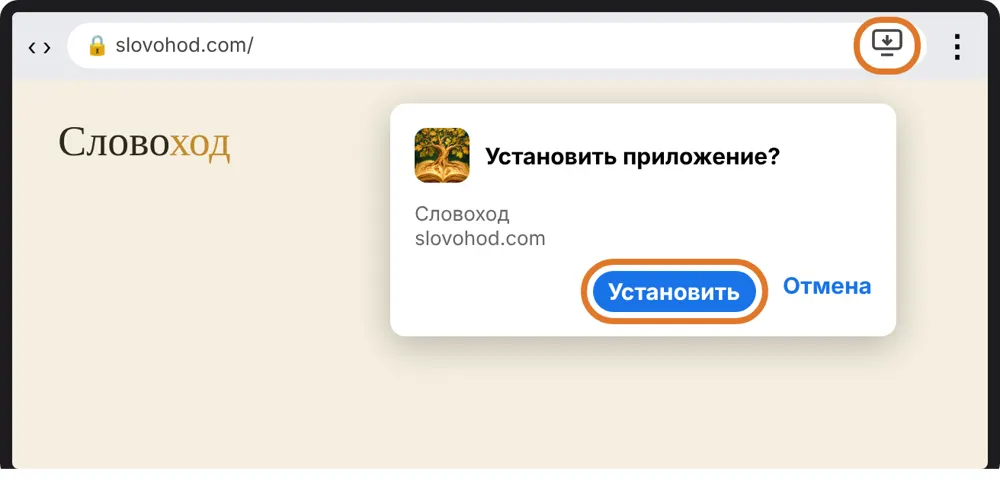 slovohod.com/
Словоход
Установить приложение?
Словоход
slovohod.com
Установить
Отмена